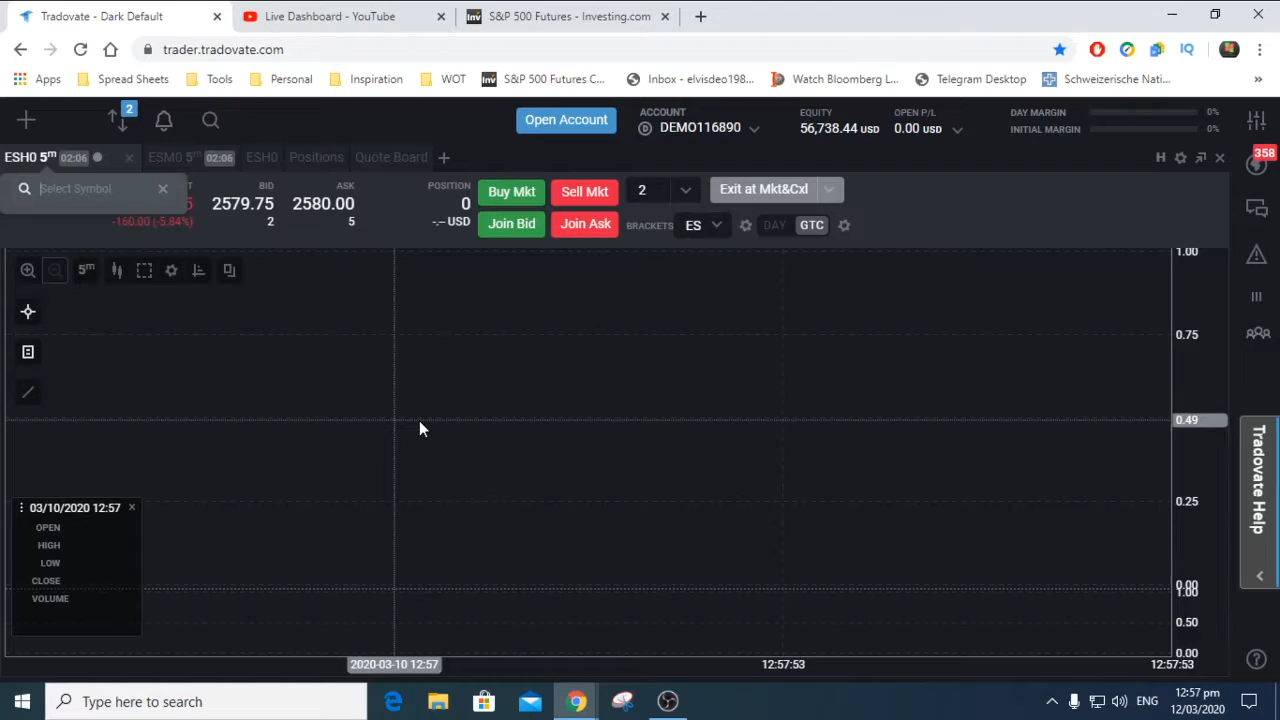 Tradovate - Dark Default
Live Dashboard - YouTube
Inv S&P 500 Futures - Investing.com
trader.tradovate.com
IQ
Apps Spread Sheets Tools Personal Inspiration WOT Inv S&P 500 Futures C... Inbox - elvisdeo198... Watch Bloomberg L... Telegram Desktop Schweizerische Nati... »
2
Open Account
ACCOUNT
DEMO116890
EQUITY
56,738.44 USD
OPEN P/L
0.00 USD
DAY MARGIN 0%
INITIAL MARGIN 0%
ESH0 5m 02:06
ESM0 5m 02:06
ESH0
Positions
Quote Board
H
358
Select Symbol
T
5
-160.00 (-5.84%)
BID
2579.75
2
ASK
2580.00
5
POSITION
0
-.-- USD
Buy Mkt
Sell Mkt
2
Exit at Mkt&Cxl
Join Bid
Join Ask
BRACKETS ES
DAY GTC
5m
1.00
0.75
0.49
0.25
0.00
1.00
0.50
0.00
03/10/2020 12:57
OPEN
HIGH
LOW
CLOSE
VOLUME
2020-03-10 12:57
12:57:53
12:57:53
Tradovate Help
Type here to search
ENG
12:57 pm
12/03/2020